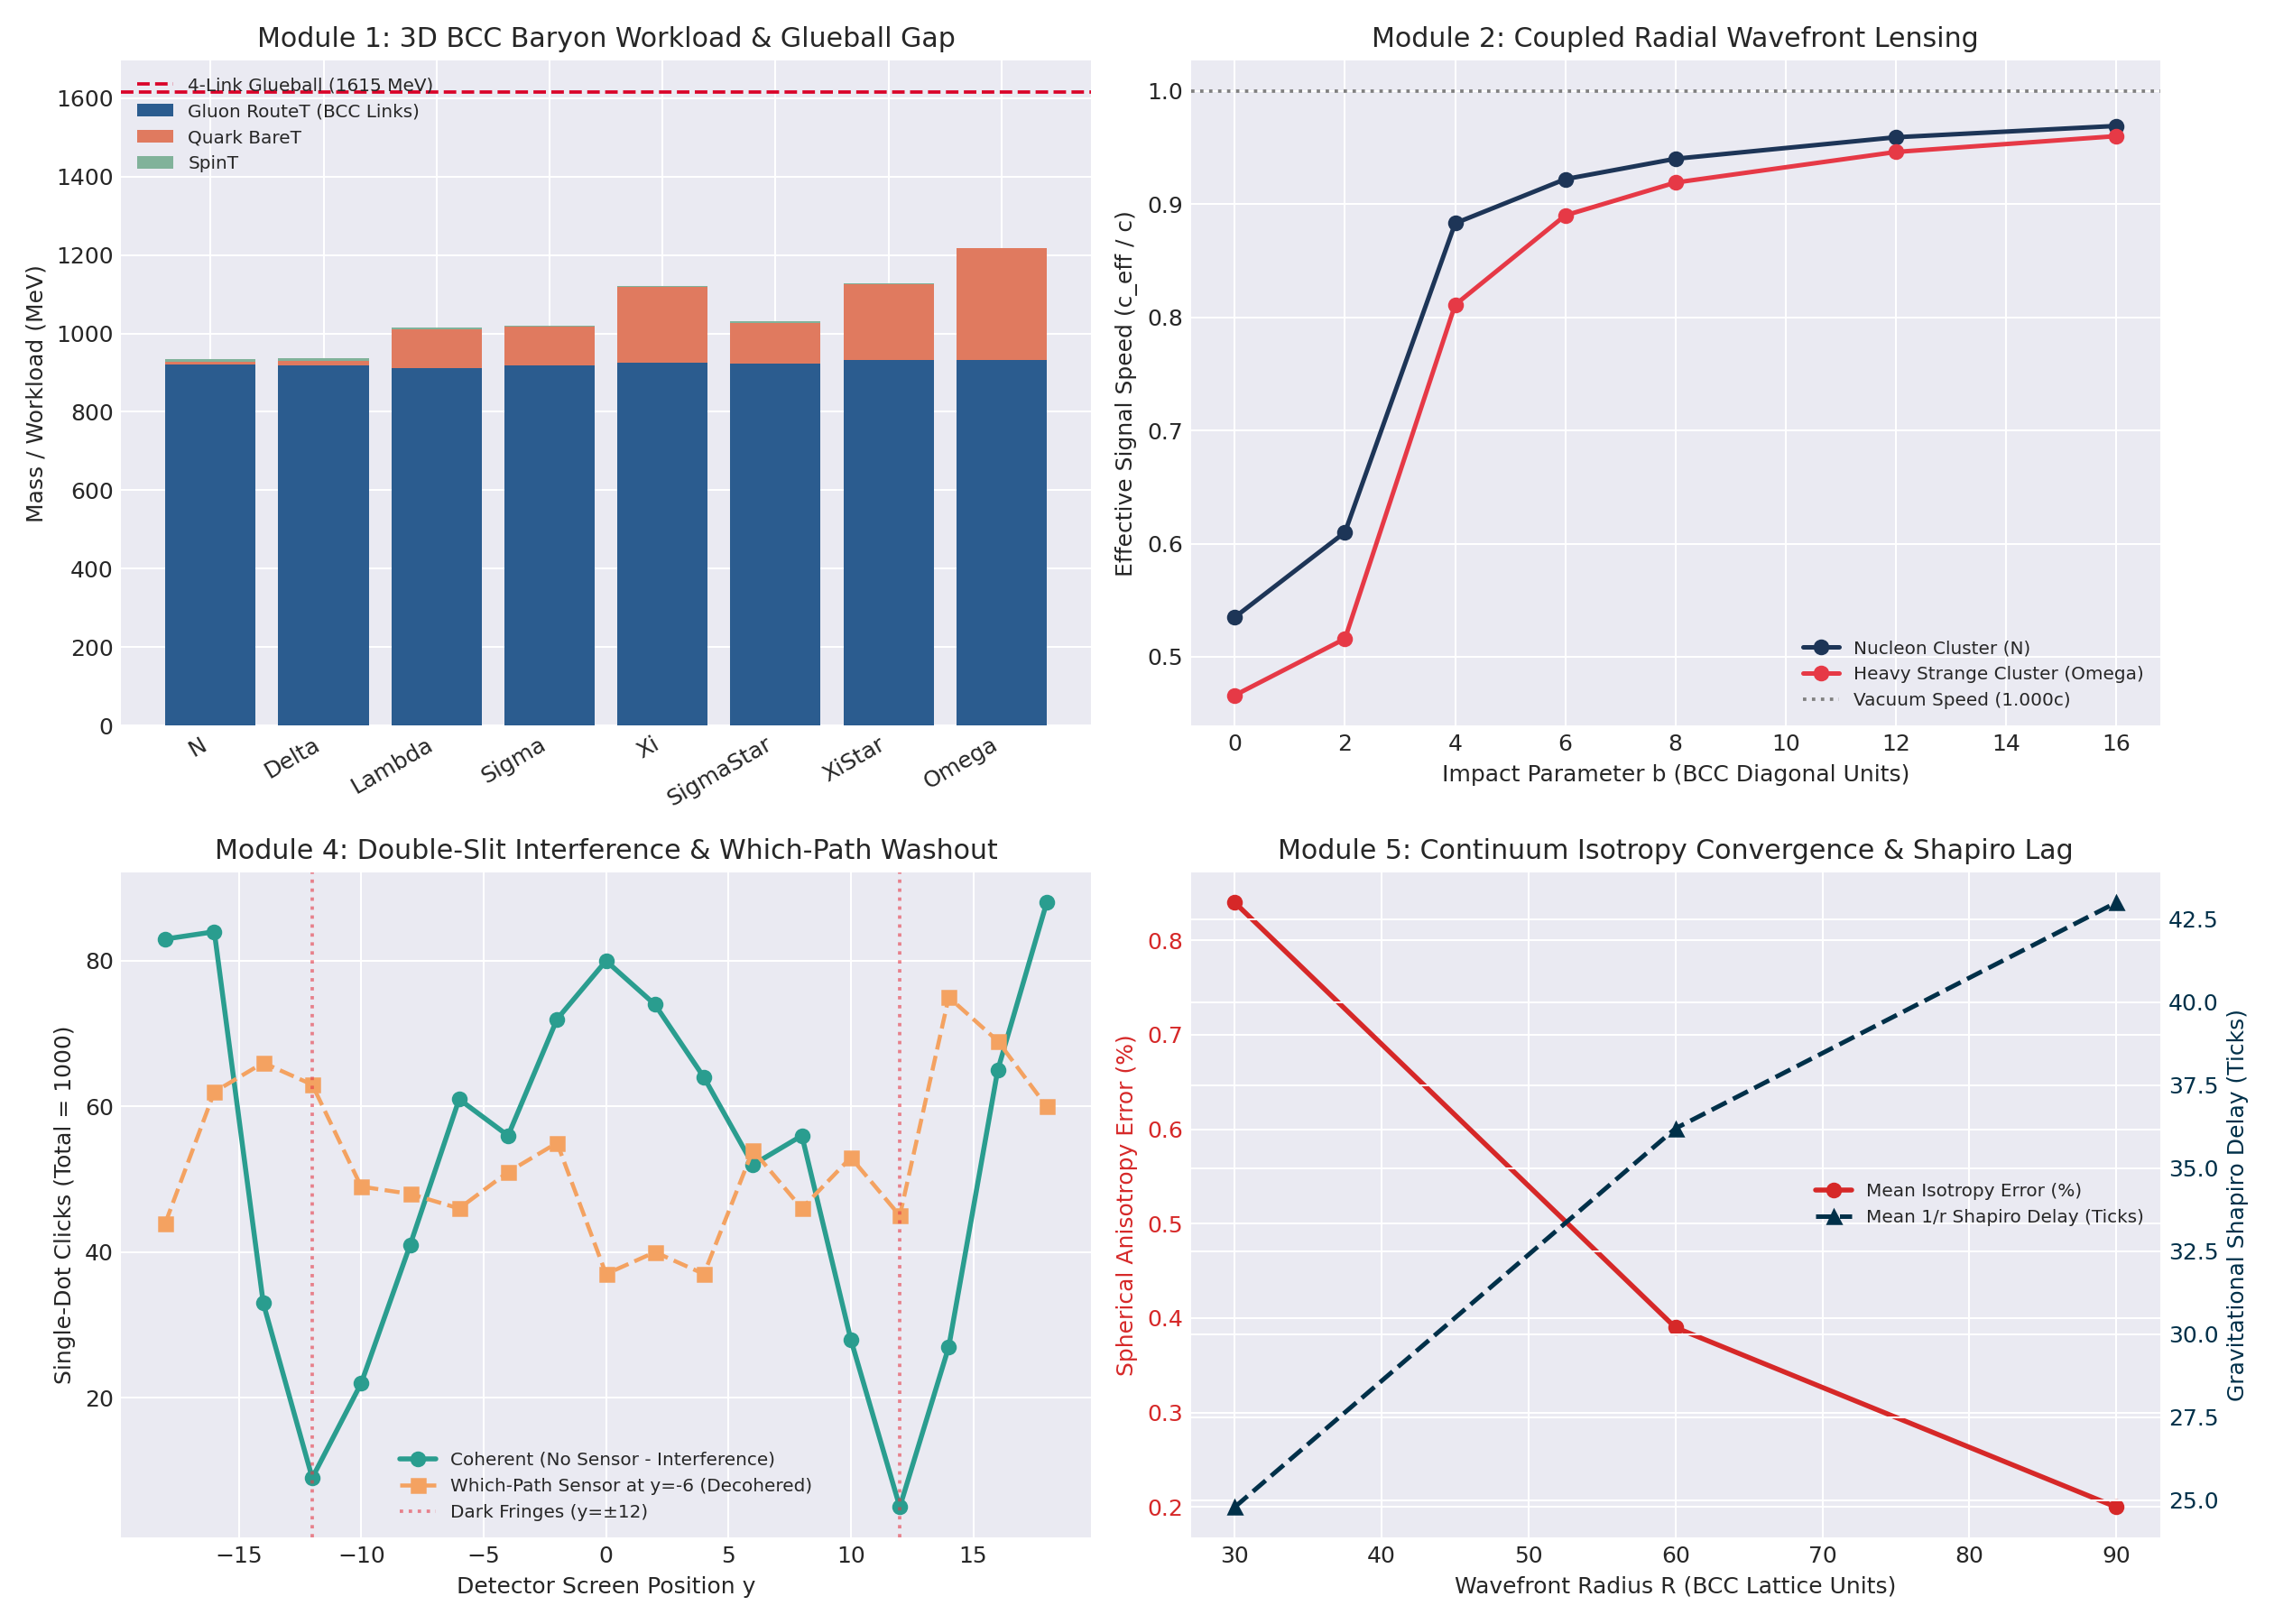 Module 1: 3D BCC Baryon Workload & Glueball Gap
4-Link Glueball (1615 MeV)
Gluon RouteT (BCC Links)
Quark BareT
SpinT
Mass / Workload (MeV)
1600
1400
1200
1000
800
600
400
200
0
N
Delta
Lambda
Sigma
Xi
SigmaStar
XiStar
Omega
Module 2: Coupled Radial Wavefront Lensing
Effective Signal Speed (c_eff / c)
1.0
0.9
0.8
0.7
0.6
0.5
Nucleon Cluster (N)
Heavy Strange Cluster (Omega)
Vacuum Speed (1.000c)
0 2 4 6 8 10 12 14 16
Impact Parameter b (BCC Diagonal Units)
Module 4: Double-Slit Interference & Which-Path Washout
Single-Dot Clicks (Total = 1000)
80
60
40
20
Coherent (No Sensor - Interference)
Which-Path Sensor at y=-6 (Decohered)
Dark Fringes (y=±12)
−15 −10 −5 0 5 10 15
Detector Screen Position y
Module 5: Continuum Isotropy Convergence & Shapiro Lag
Spherical Anisotropy Error (%)
0.8
0.7
0.6
0.5
0.4
0.3
0.2
Mean Isotropy Error (%)
Mean 1/r Shapiro Delay (Ticks)
42.5
40.0
37.5
35.0
32.5
30.0
27.5
25.0
Gravitational Shapiro Delay (Ticks)
30 40 50 60 70 80 90
Wavefront Radius R (BCC Lattice Units)